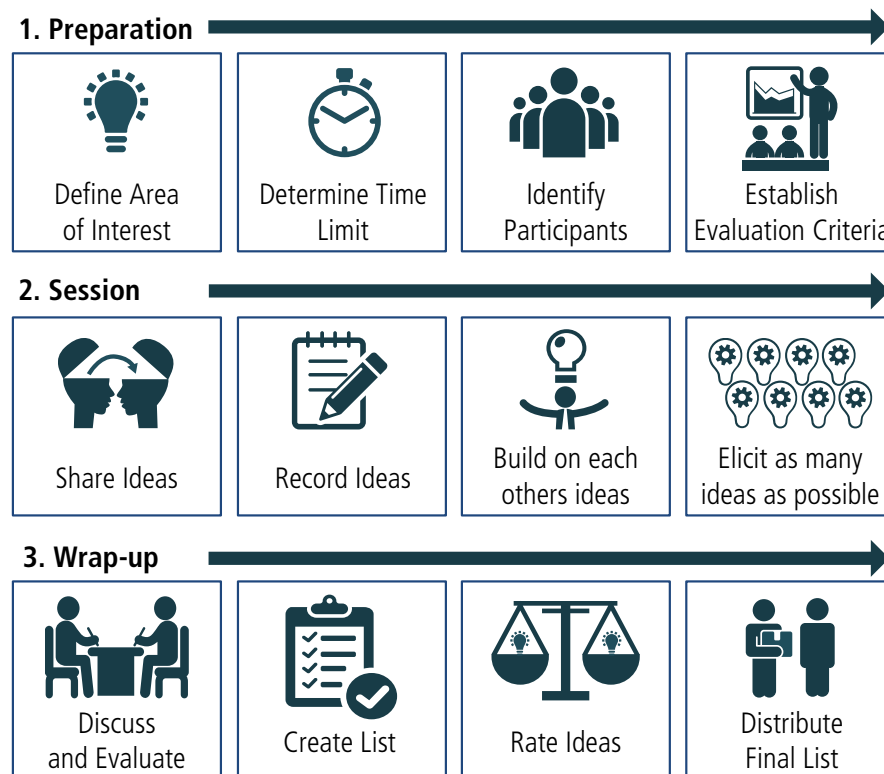 1. Preparation
Define Area
of Interest
Determine Time
Limit
Identify
Participants
Establish
Evaluation Criteria
2. Session
Share Ideas
Record Ideas
Build on each
others ideas
Elicit as many
ideas as possible
3. Wrap-up
Discuss
and Evaluate
Create List
Rate Ideas
Distribute
Final List